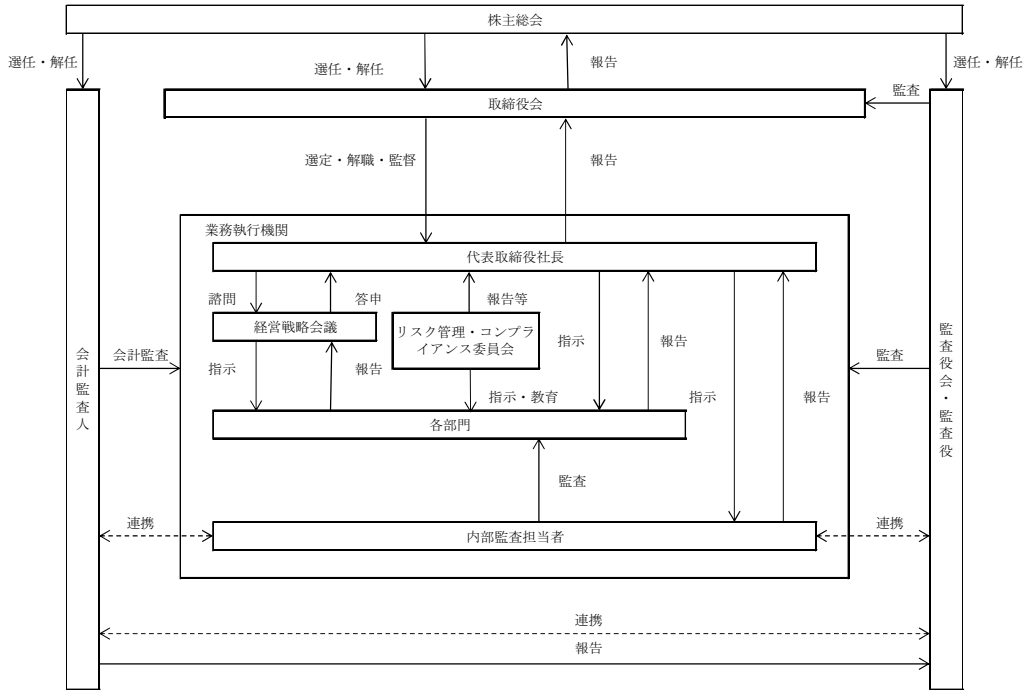 株主総会
選任・解任
選任・解任
報告
選任・解任
取締役会
監査
選定・解職・監督
報告
業務執行機関
代表取締役社長
諮問
答申
報告等
経営戦略会議
リスク管理・コンプラ
イアンス委員会
指示
報告
会計監査人
会計監査
監査
監査役会・監査役
指示
報告
指示・教育
指示
報告
各部門
監査
連携
内部監査担当者
連携
連携
報告